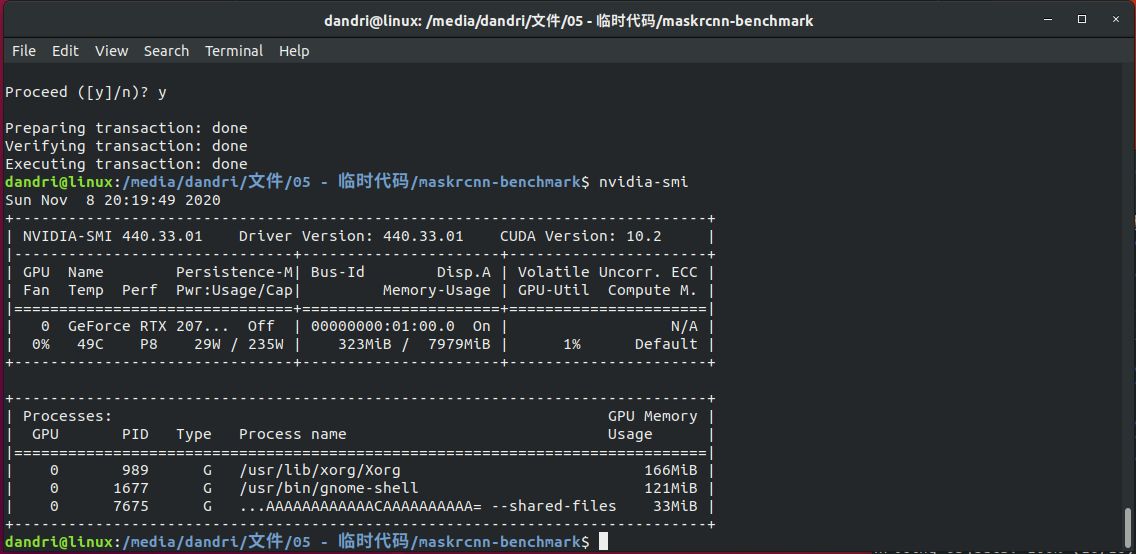 dandri@linux: /media/dandri/文件/05 - 临时代码/maskrcnn-benchmark
File Edit View Search Terminal Help
Proceed ([y]/n)? y
Preparing transaction: done
Verifying transaction: done
Executing transaction: done
dandri@linux:/media/dandri/文件/05 - 临时代码/maskrcnn-benchmark$ nvidia-smi
Sun Nov  8 20:19:49 2020
+-----------------------------------------------------------------------------+
| NVIDIA-SMI 440.33.01    Driver Version: 440.33.01    CUDA Version: 10.2     |
|-------------------------------+----------------------+----------------------+
| GPU  Name        Persistence-M| Bus-Id        Disp.A | Volatile Uncorr. ECC |
| Fan  Temp  Perf  Pwr:Usage/Cap|         Memory-Usage | GPU-Util  Compute M. |
|===============================+======================+======================|
|   0  GeForce RTX 207...  Off  | 00000000:01:00.0  On |                  N/A |
|  0%   49C    P8    29W / 235W |    323MiB /  7979MiB |      1%      Default |
+-------------------------------+----------------------+----------------------+
+-----------------------------------------------------------------------------+
| Processes:                                                       GPU Memory |
|  GPU       PID   Type   Process name                             Usage      |
|=============================================================================|
|    0       989      G   /usr/lib/xorg/Xorg                           166MiB |
|    0      1677      G   /usr/bin/gnome-shell                         121MiB |
|    0      7675      G   ...AAAAAAAAAAAACAAAAAAAAAA= --shared-files    33MiB |
+-----------------------------------------------------------------------------+
dandri@linux:/media/dandri/文件/05 - 临时代码/maskrcnn-benchmark$